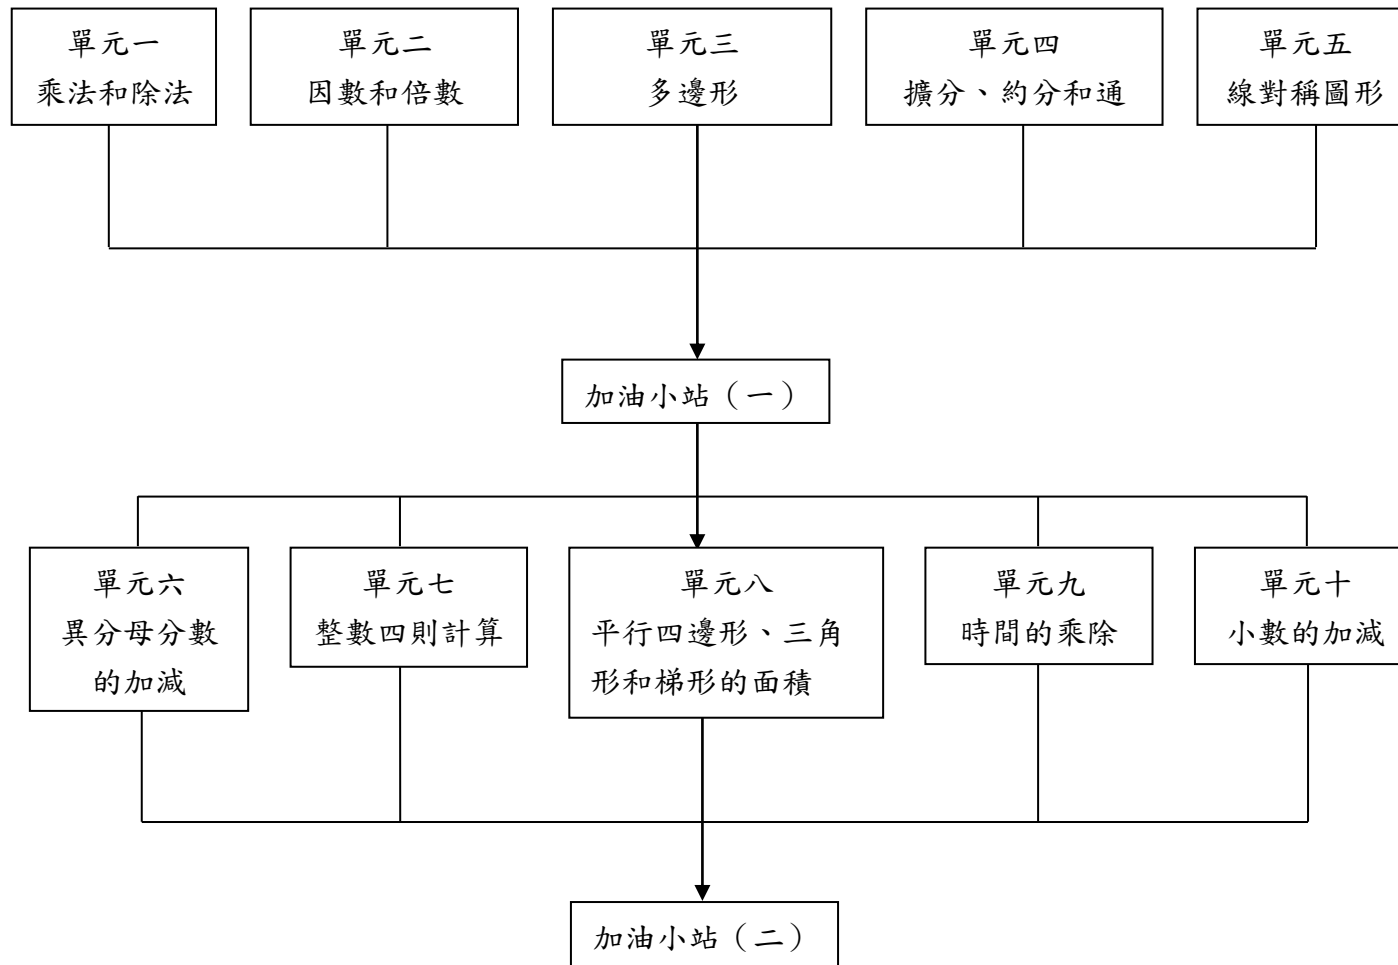 單元一
乘法和除法
單元二
因數和倍數
單元三
多邊形
單元四
擴分、約分和通
單元五
線對稱圖形
加油小站（一）
單元六
異分母分數
的加減
單元七
整數四則計算
單元八
平行四邊形、三角
形和梯形的面積
單元九
時間的乘除
單元十
小數的加減
加油小站（二）